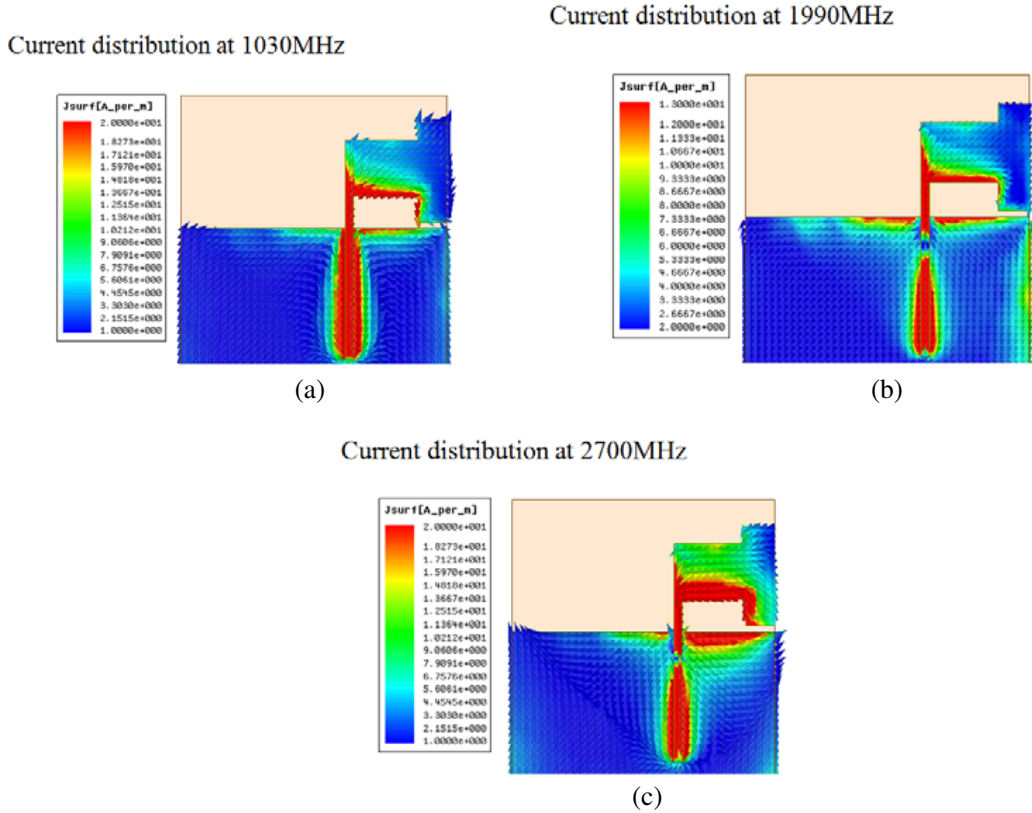 Current distribution at 1990MHz
Current distribution at 1030MHz
Jsurf[A_per_m]
2.0000e+001
1.8273e+001
1.7121e+001
1.5970e+001
1.4818e+001
1.3667e+001
1.2515e+001
1.1364e+001
1.0212e+001
9.0606e+000
7.9091e+000
6.7576e+000
5.6061e+000
4.4545e+000
3.3030e+000
2.1515e+000
1.0000e+000
Jsurf[A_per_m]
1.3000e+001
1.2000e+001
1.1333e+001
1.0667e+001
1.0000e+001
9.3333e+000
8.6667e+000
8.0000e+000
7.3333e+000
6.6667e+000
6.0000e+000
5.3333e+000
4.6667e+000
4.0000e+000
3.3333e+000
2.6667e+000
2.0000e+000
(a)
(b)
Current distribution at 2700MHz
Jsurf[A_per_m]
2.0000e+001
1.8273e+001
1.7121e+001
1.5970e+001
1.4818e+001
1.3667e+001
1.2515e+001
1.1364e+001
1.0212e+001
9.0606e+000
7.9091e+000
6.7576e+000
5.6061e+000
4.4545e+000
3.3030e+000
2.1515e+000
1.0000e+000
(c)